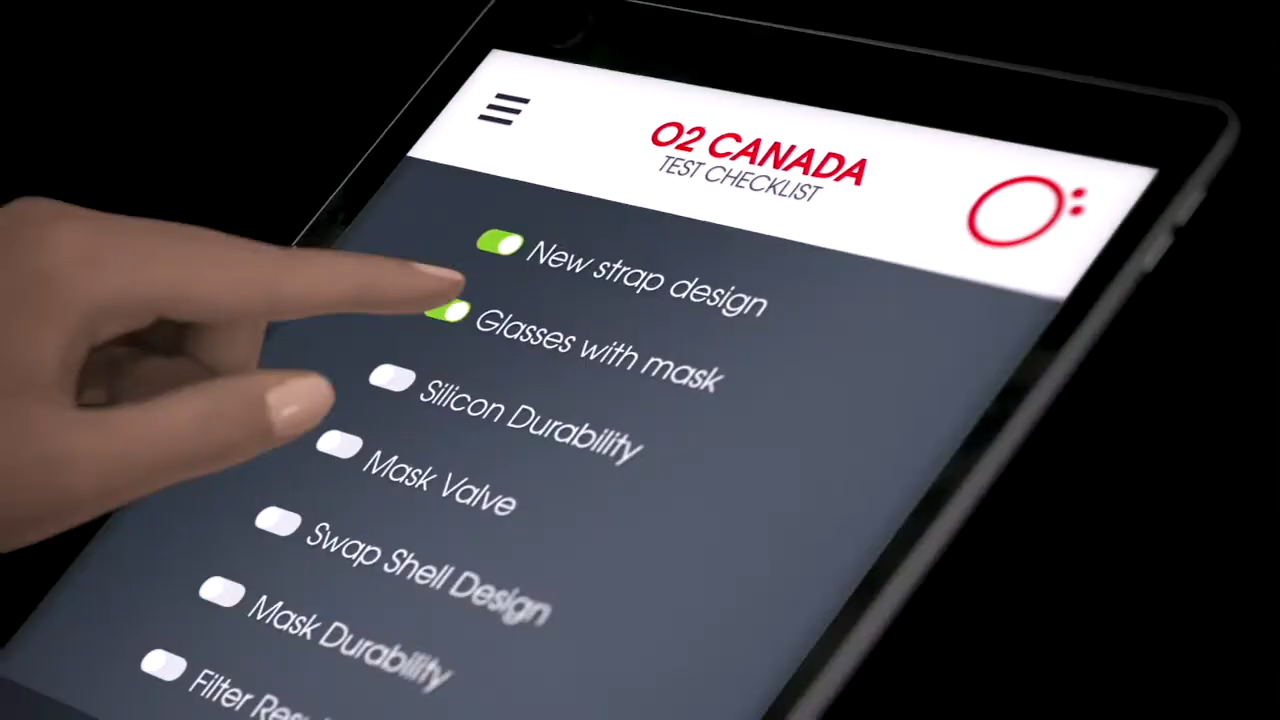 O2 CANADA
TEST CHECKLIST
New strap design
Glasses with mask
Silicon Durability
Mask Valve
Swap Shell Design
Mask Durability
Filter